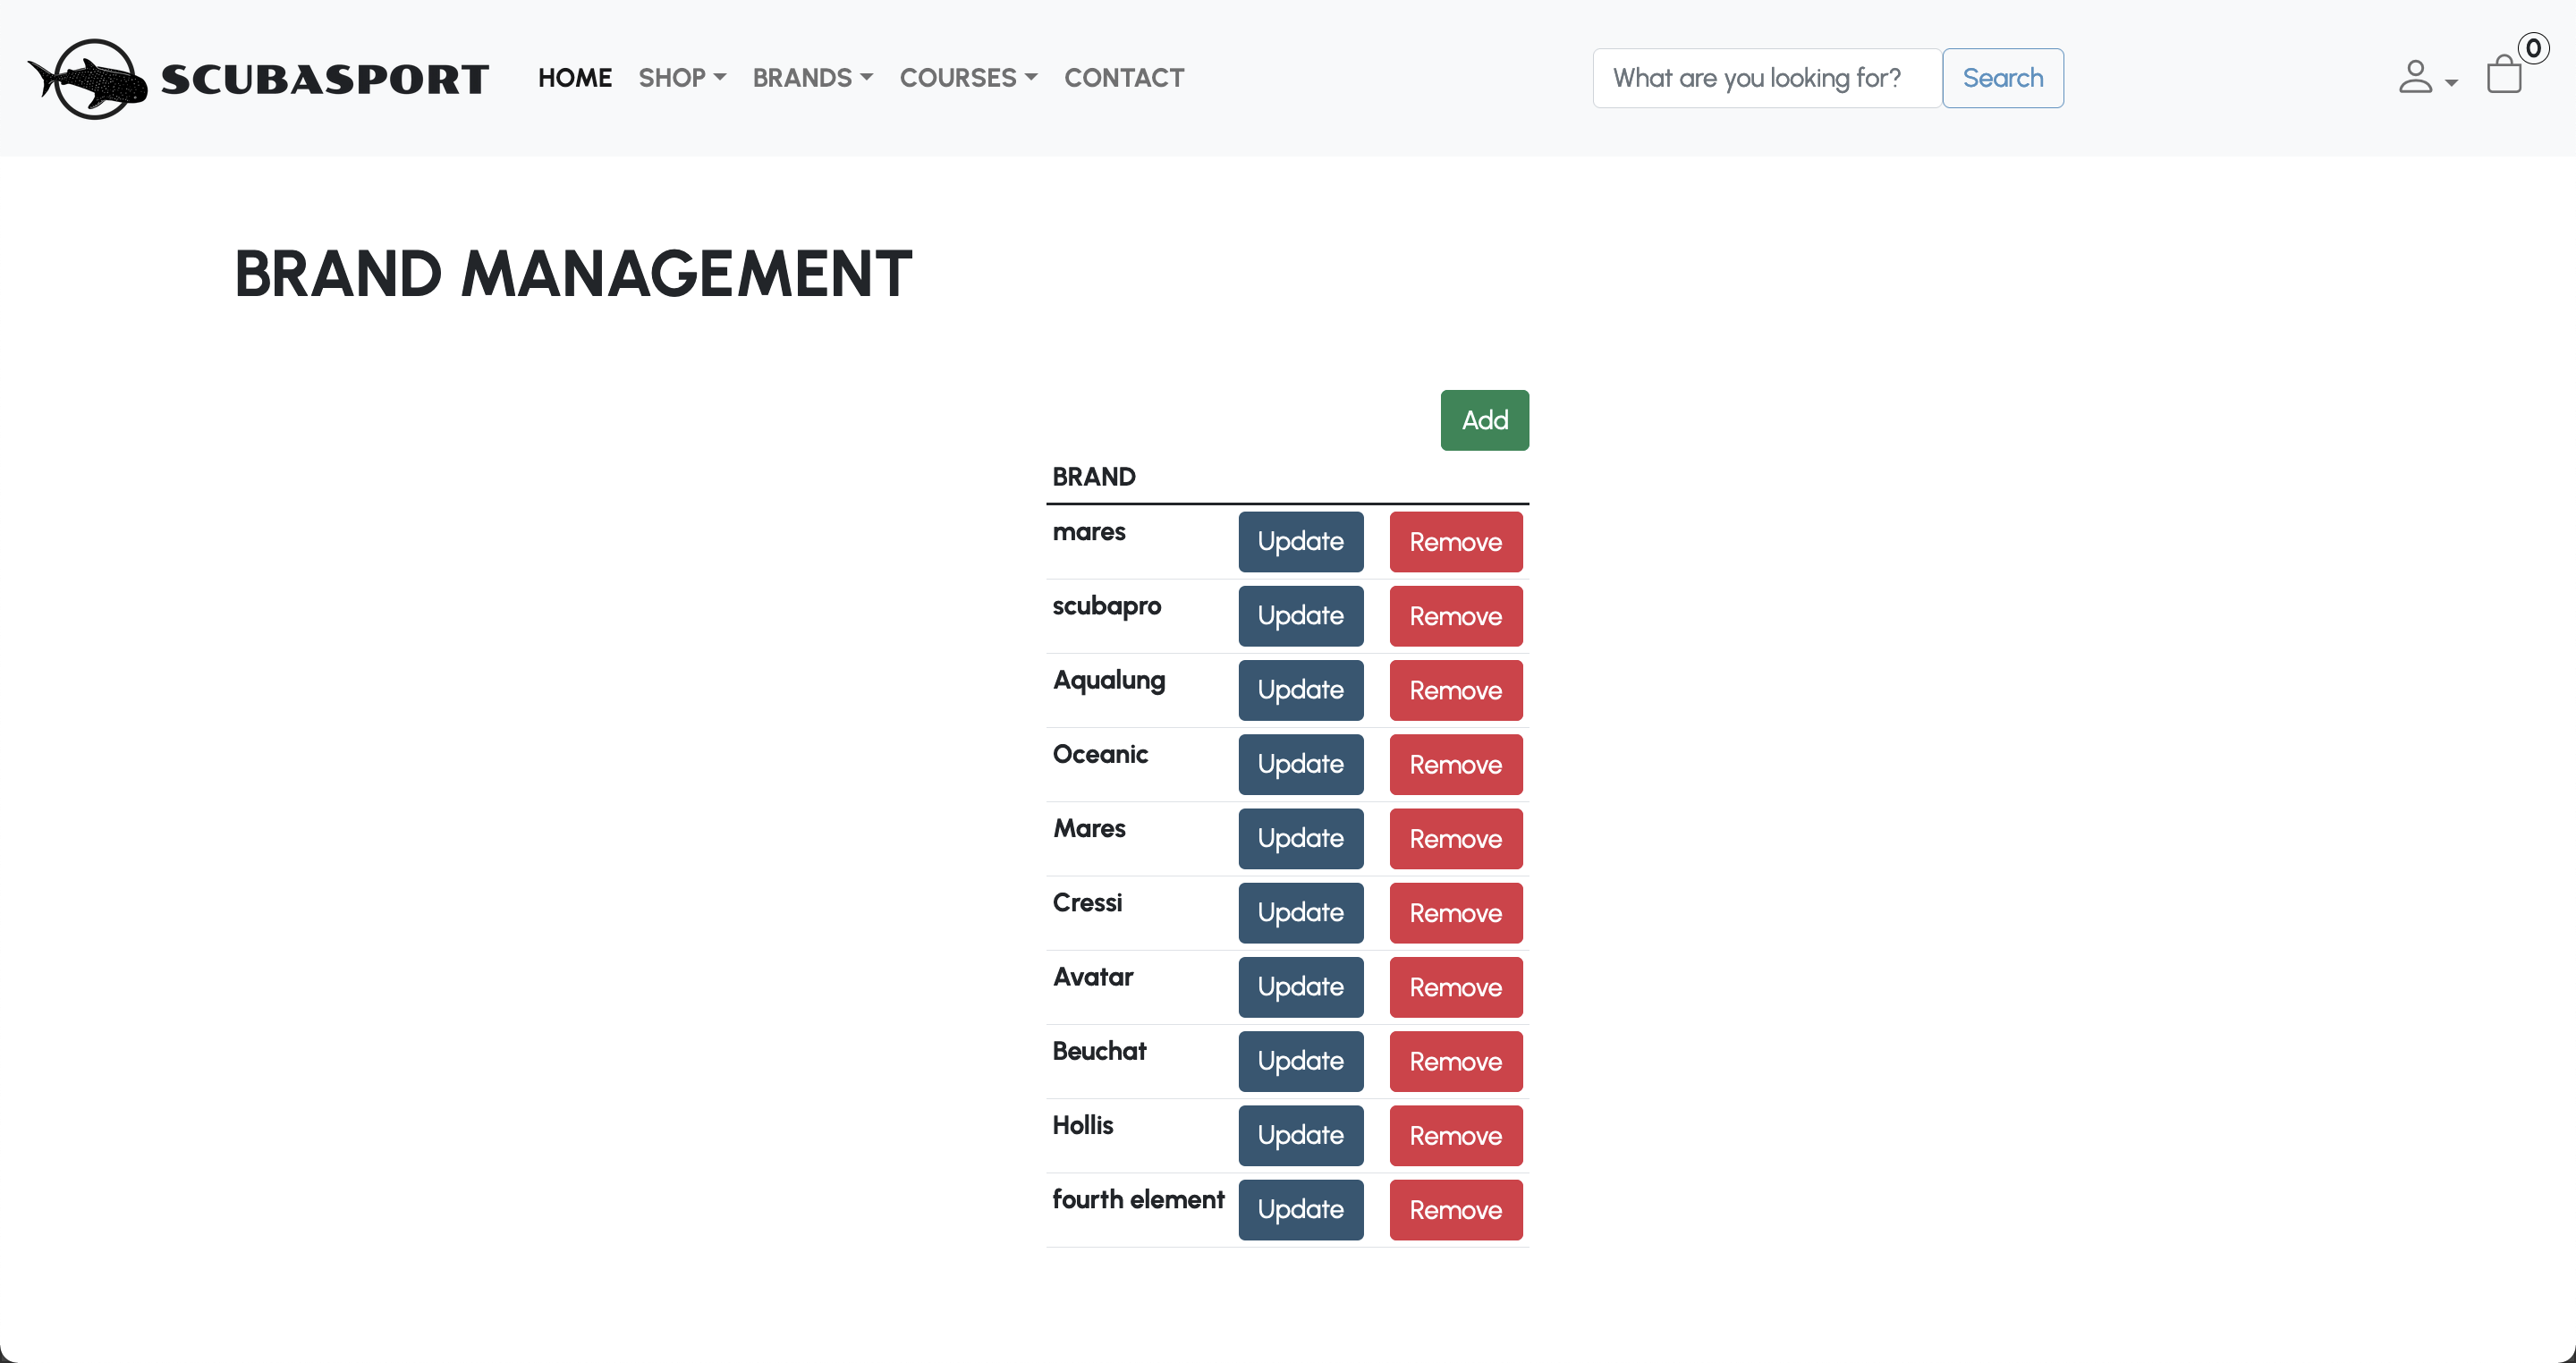 SCUBASPORT HOME SHOP BRANDS COURSES CONTACT What are you looking for? Search 0
BRAND MANAGEMENT
Add
BRAND
mares Update Remove
scubapro Update Remove
Aqualung Update Remove
Oceanic Update Remove
Mares Update Remove
Cressi Update Remove
Avatar Update Remove
Beuchat Update Remove
Hollis Update Remove
fourth element Update Remove